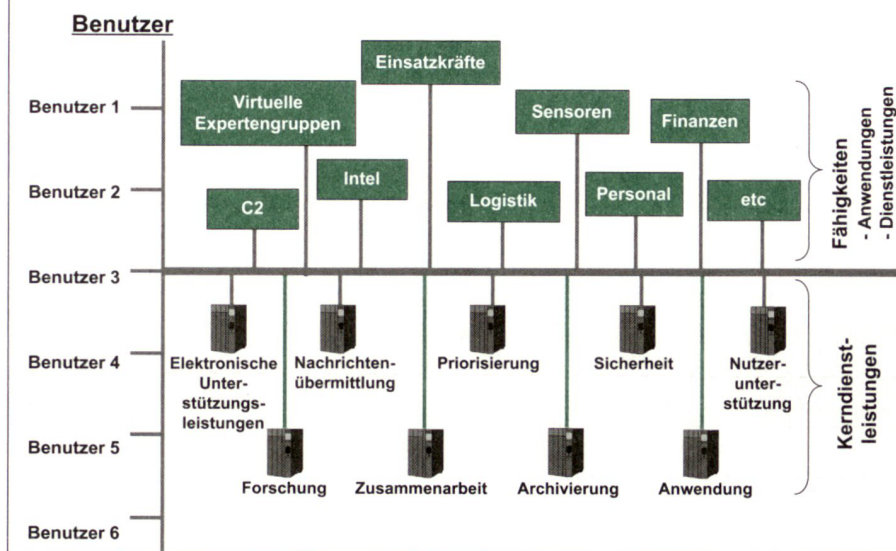 Benutzer
Benutzer 1
Benutzer 2
Benutzer 3
Benutzer 4
Benutzer 5
Benutzer 6
Einsatzkräfte
Virtuelle
Expertengruppen
Sensoren
Finanzen
Intel
C2
Logistik
Personal
etc
Fähigkeiten
- Anwendungen
- Dienstleistungen
Elektronische
Unter-
stützungs-
leistungen
Nachrichten-
übermittlung
Priorisierung
Sicherheit
Nutzer-
unter-
stützung
Forschung
Zusammenarbeit
Archivierung
Anwendung
Kerndienst-
leistungen